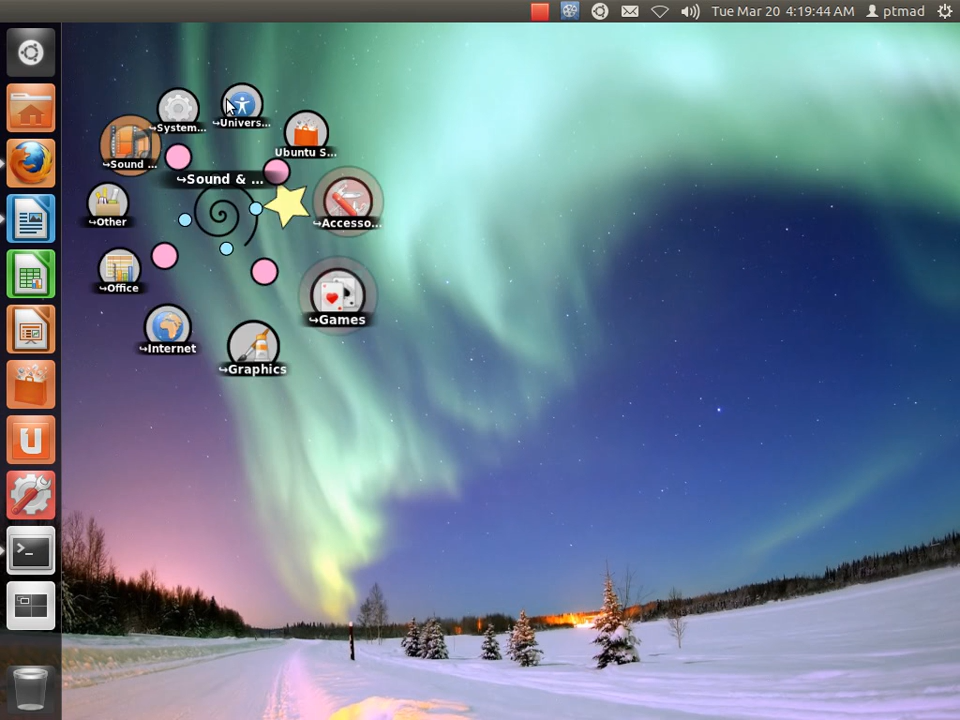 Tue Mar 20 4:19:44 AM ptmad
↪System...
↪Univers...
Ubuntu S...
↪Sound ...
↪Sound & ...
↪Other
↪Accesso...
↪Office
↪Games
↪Internet
↪Graphics